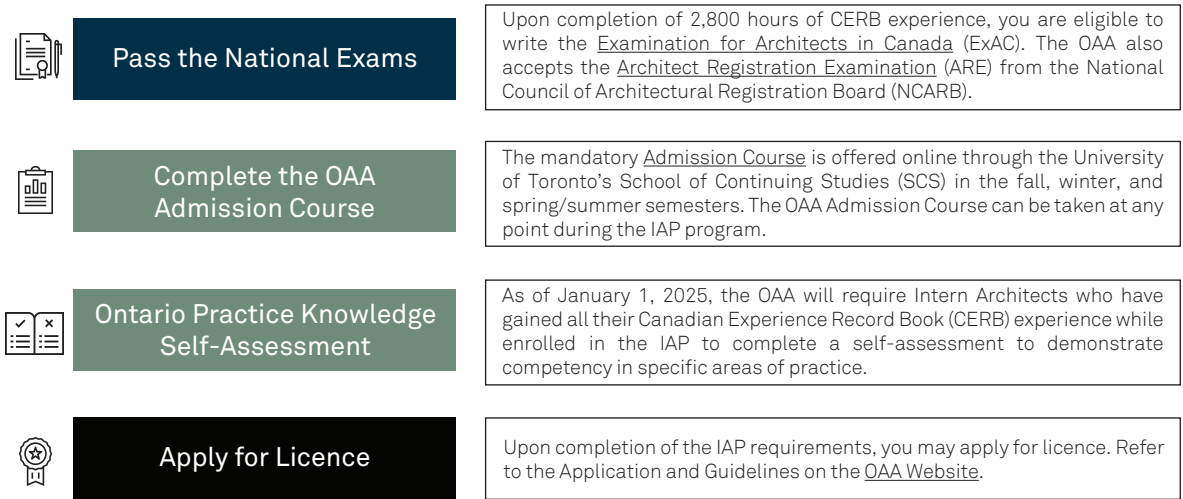 Pass the National Exams
Upon completion of 2,800 hours of CERB experience, you are eligible to
write the Examination for Architects in Canada (ExAC). The OAA also
accepts the Architect Registration Examination (ARE) from the National
Council of Architectural Registration Board (NCARB).
Complete the OAA
Admission Course
The mandatory Admission Course is offered online through the University
of Toronto's School of Continuing Studies (SCS) in the fall, winter, and
spring/summer semesters. The OAA Admission Course can be taken at any
point during the IAP program.
Ontario Practice Knowledge
Self-Assessment
As of January 1, 2025, the OAA will require Intern Architects who have
gained all their Canadian Experience Record Book (CERB) experience while
enrolled in the IAP to complete a self-assessment to demonstrate
competency in specific areas of practice.
Apply for Licence
Upon completion of the IAP requirements, you may apply for licence. Refer
to the Application and Guidelines on the OAA Website.